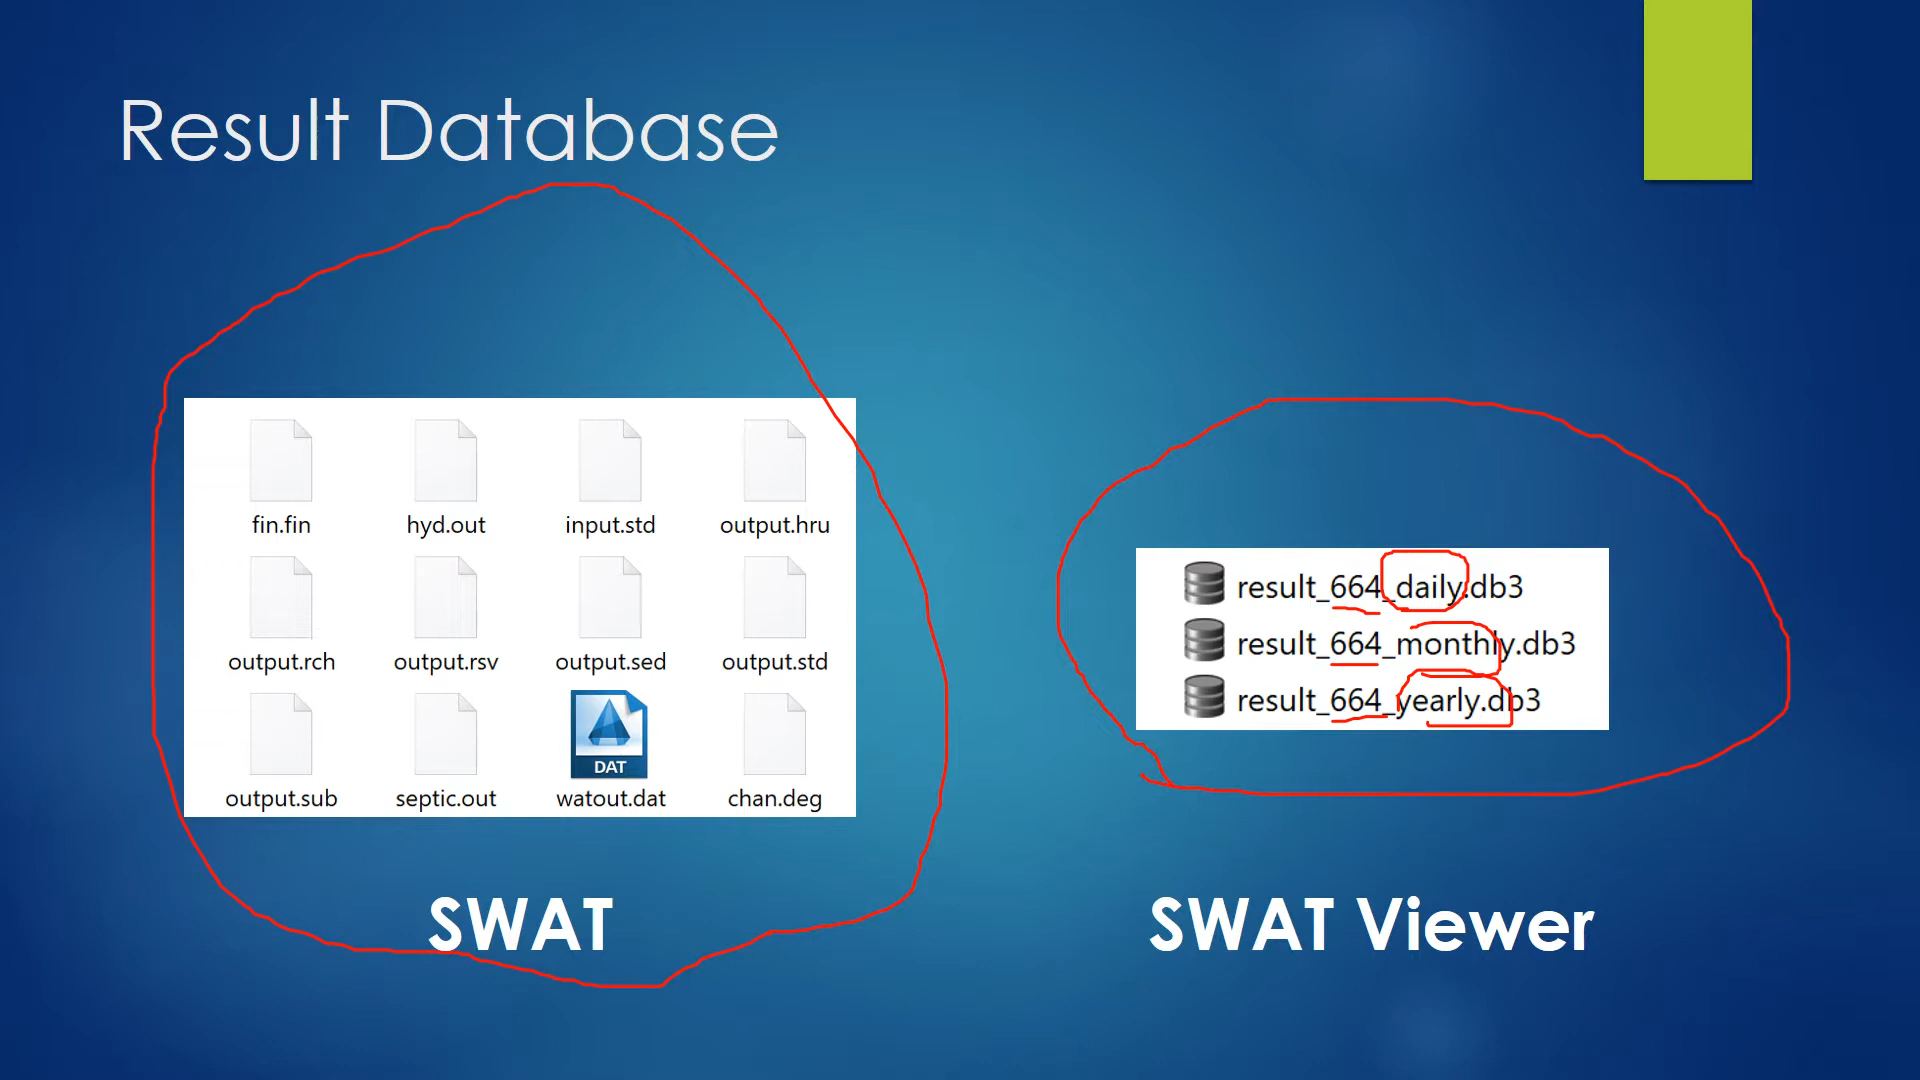 Result Database
fin.fin hyd.out input.std output.hru
output.rch output.rsv output.sed output.std
DAT
output.sub septic.out watout.dat chan.deg
SWAT
result_664_daily.db3
result_664_monthly.db3
result_664_yearly.db3
SWAT Viewer